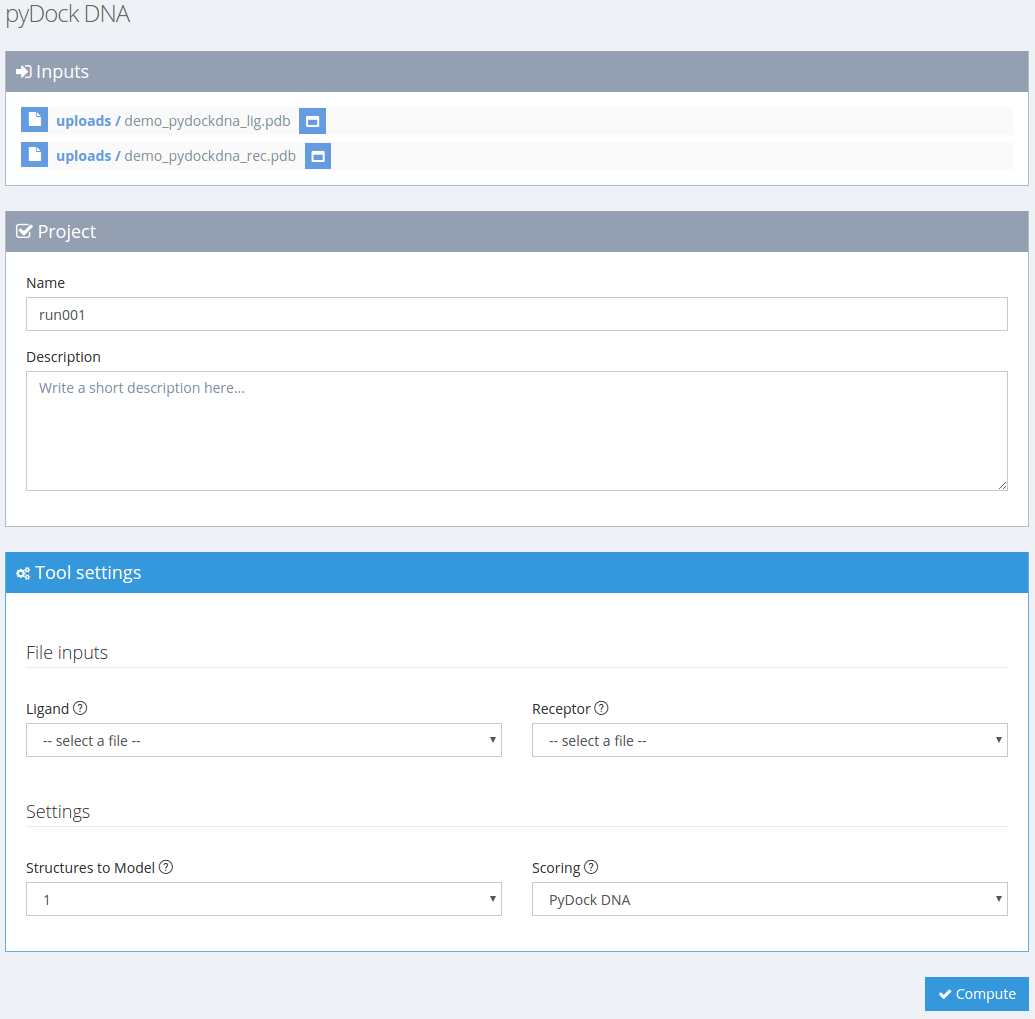 pyDock DNA
Inputs
uploads / demo_pydockdna_lig.pdb
uploads / demo_pydockdna_rec.pdb
Project
Name
run001
Description
Write a short description here...
Tool settings
File inputs
Ligand ?
Receptor ?
-- select a file --
-- select a file --
Settings
Structures to Model ?
Scoring ?
1
PyDock DNA
Compute